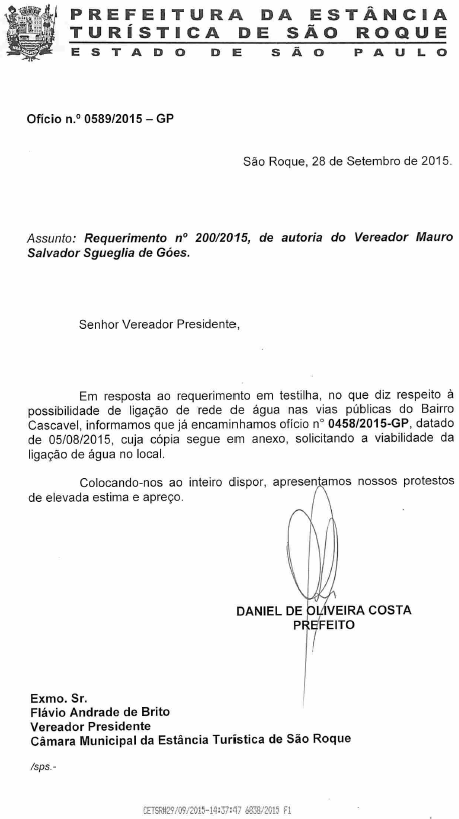 PREFEITURA DA ESTÂNCIA
TURÍSTICA DE SÃO ROQUE
ESTADO DE SÃO PAULO
Ofício n.º 0589/2015 – GP
São Roque, 28 de Setembro de 2015.
Assunto: Requerimento nº 200/2015, de autoria do Vereador Mauro
Salvador Sgueglia de Góes.
Senhor Vereador Presidente,
Em resposta ao requerimento em testilha, no que diz respeito à
possibilidade de ligação de rede de água nas vias públicas do Bairro
Cascavel, informamos que já encaminhamos ofício n° 0458/2015-GP, datado
de 05/08/2015, cuja cópia segue em anexo, solicitando a viabilidade da
ligação de água no local.
Colocando-nos ao inteiro dispor, apresentamos nossos protestos
de elevada estima e apreço.
DANIEL DE OLIVEIRA COSTA
PREFEITO
Exmo. Sr.
Flávio Andrade de Brito
Vereador Presidente
Câmara Municipal da Estância Turística de São Roque
/sps.-
CETSRM29/09/2015-14:37:47 6838/2015 F1